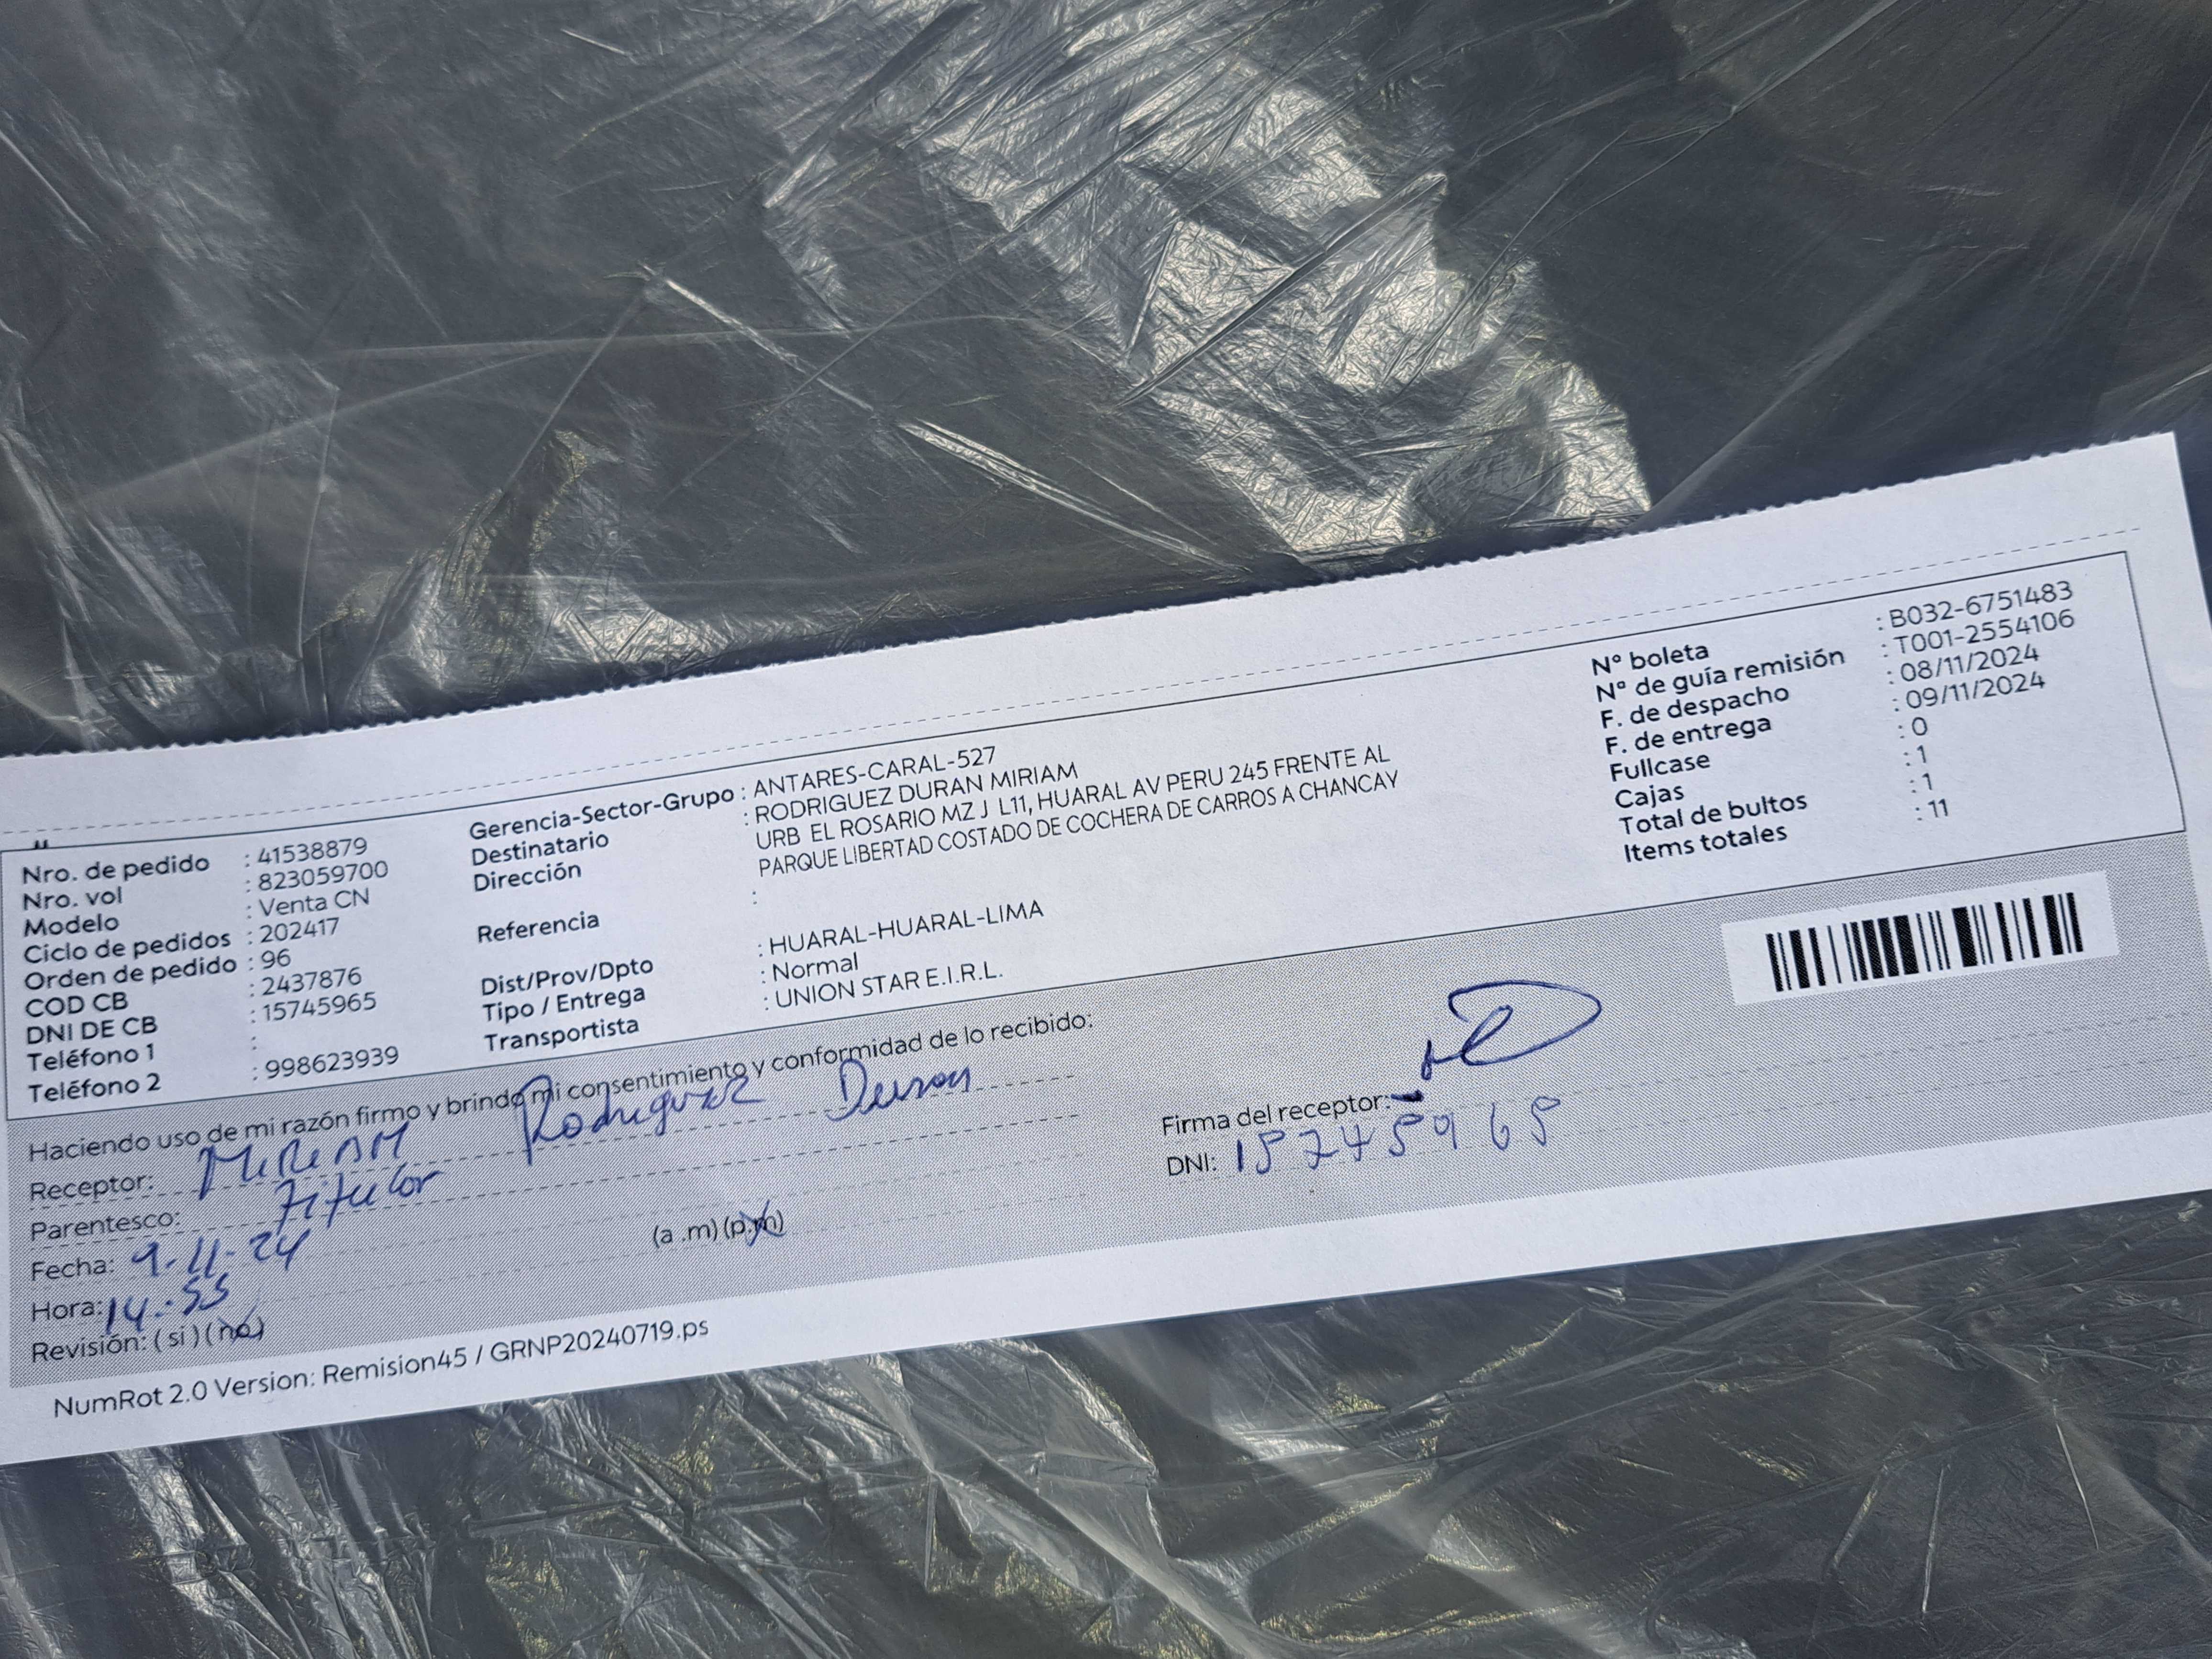 Nro. de pedido : 41538879
Nro. vol : 823059700
Modelo : Venta CN
Ciclo de pedidos : 202417
Orden de pedido : 96
COD CB : 2437876
DNI DE CB : 15745965
Teléfono 1 :
Teléfono 2 : 998623939
Gerencia-Sector-Grupo : ANTARES-CARAL-527
Destinatario : RODRIGUEZ DURAN MIRIAM
Dirección : URB EL ROSARIO MZ J L11, HUARAL AV PERU 245 FRENTE AL
PARQUE LIBERTAD COSTADO DE COCHERA DE CARROS A CHANCAY
Referencia :
Dist/Prov/Dpto : HUARAL-HUARAL-LIMA
Tipo / Entrega : Normal
Transportista : UNION STAR E.I.R.L.
N° boleta : B032-6751483
N° de guía remisión : T001-2554106
F. de despacho : 08/11/2024
F. de entrega : 09/11/2024
Fullcase : 0
Cajas : 1
Total de bultos : 1
Items totales : 11
Haciendo uso de mi razón firmo y brindo mi consentimiento y conformidad de lo recibido:
Receptor: MIRIAM Rodriguez Duran
Parentesco: Titular
Fecha: 9-11-24
Hora: 14:55 (a .m) (p.m)
Revisión: ( si ) ( no )
Firma del receptor:
DNI: 15745965
NumRot 2.0 Version: Remision45 / GRNP20240719.ps